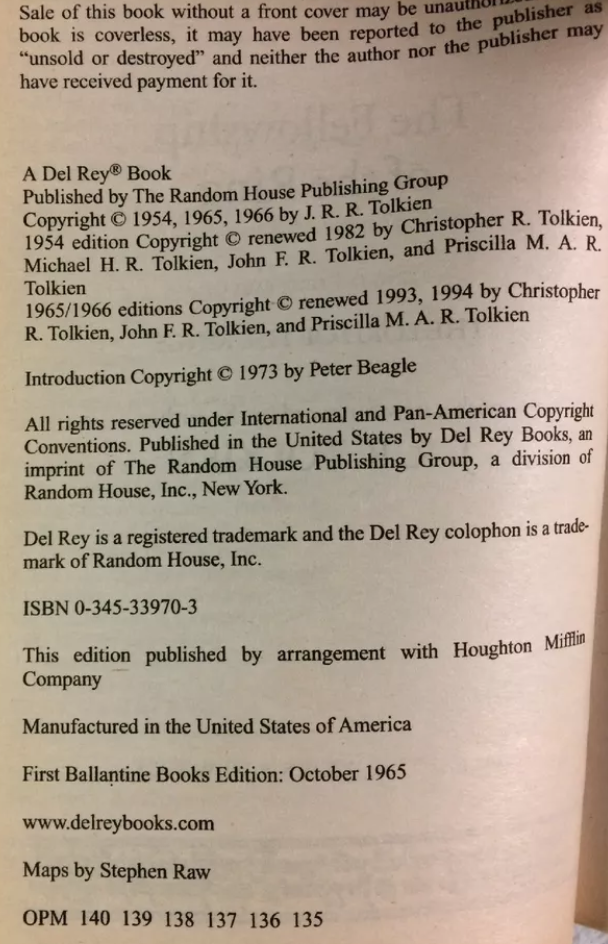 Sale of this book without a front cover may be
book is coverless, it may have been reported to the publisher as
“unsold or destroyed” and neither the author nor the publisher may
have received payment for it.
A Del Rey® Book
Published by The Random House Publishing Group
Copyright © 1954, 1965, 1966 by J. R. R. Tolkien
1954 edition Copyright © renewed 1982 by Christopher R. Tolkien,
Michael H. R. Tolkien, John F. R. Tolkien, and Priscilla M. A. R.
Tolkien
1965/1966 editions Copyright © renewed 1993, 1994 by Christopher
R. Tolkien, John F. R. Tolkien, and Priscilla M. A. R. Tolkien
Introduction Copyright © 1973 by Peter Beagle
All rights reserved under International and Pan-American Copyright
Conventions. Published in the United States by Del Rey Books, an
imprint of The Random House Publishing Group, a division of
Random House, Inc., New York.
Del Rey is a registered trademark and the Del Rey colophon is a trade-
mark of Random House, Inc.
ISBN 0-345-33970-3
This edition published by arrangement with Houghton Mifflin
Company
Manufactured in the United States of America
First Ballantine Books Edition: October 1965
www.delreybooks.com
Maps by Stephen Raw
OPM 140 139 138 137 136 135